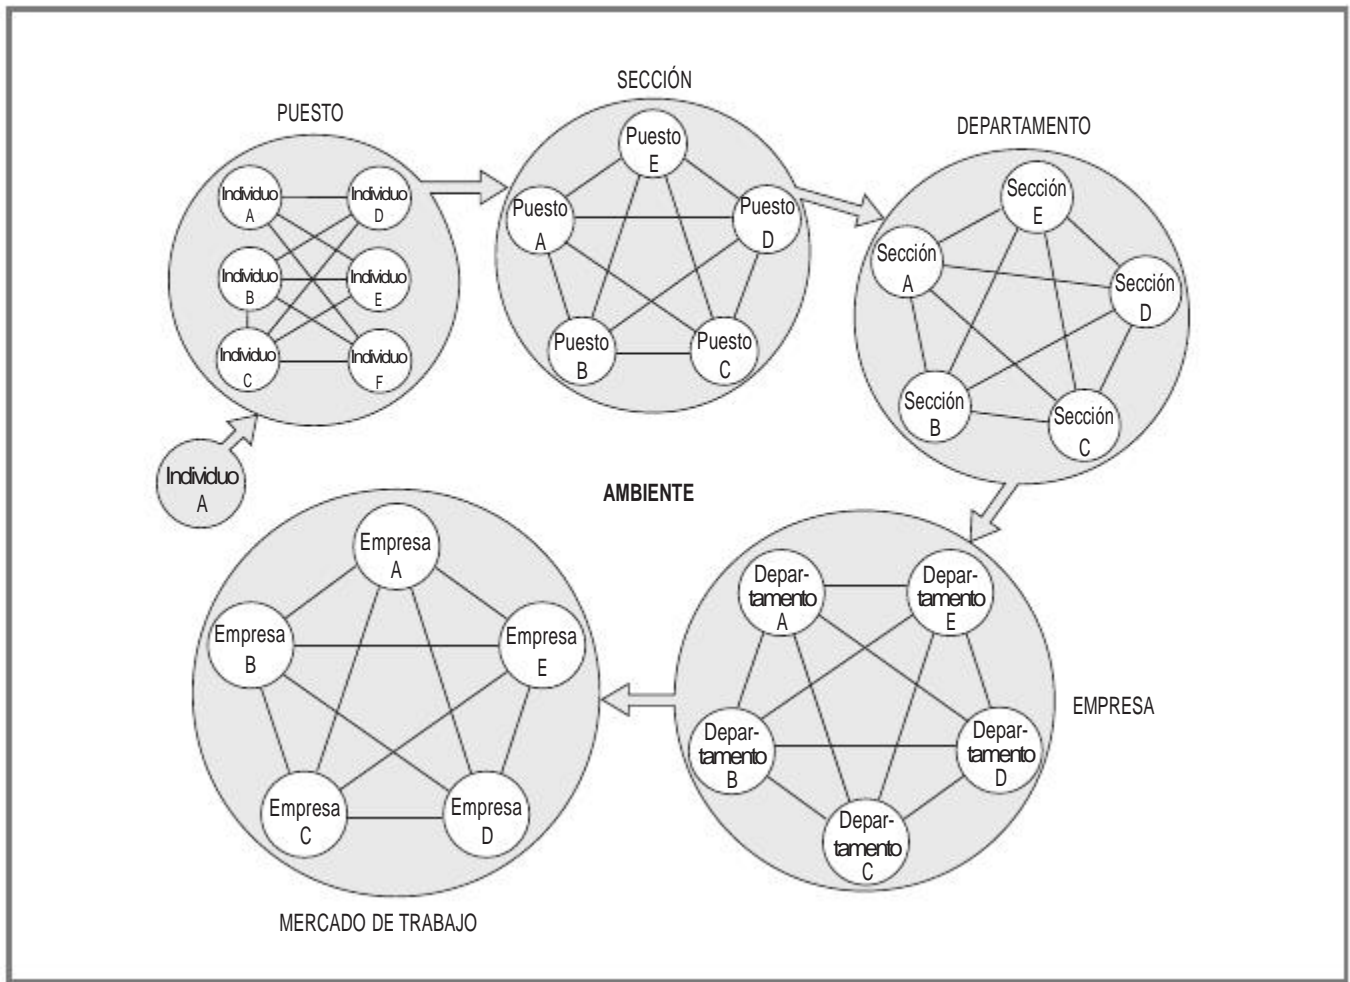 PUESTO
Individuo
A
Individuo
D
Individuo
B
Individuo
E
Individuo
C
Individuo
F
Individuo
A
SECCIÓN
Puesto
E
Puesto
A
Puesto
D
Puesto
B
Puesto
C
DEPARTAMENTO
Sección
E
Sección
A
Sección
D
Sección
B
Sección
C
AMBIENTE
EMPRESA
Depar-
tamento
A
Depar-
tamento
E
Depar-
tamento
B
Depar-
tamento
D
Depar-
tamento
C
Empresa
A
Empresa
B
Empresa
E
Empresa
C
Empresa
D
MERCADO DE TRABAJO